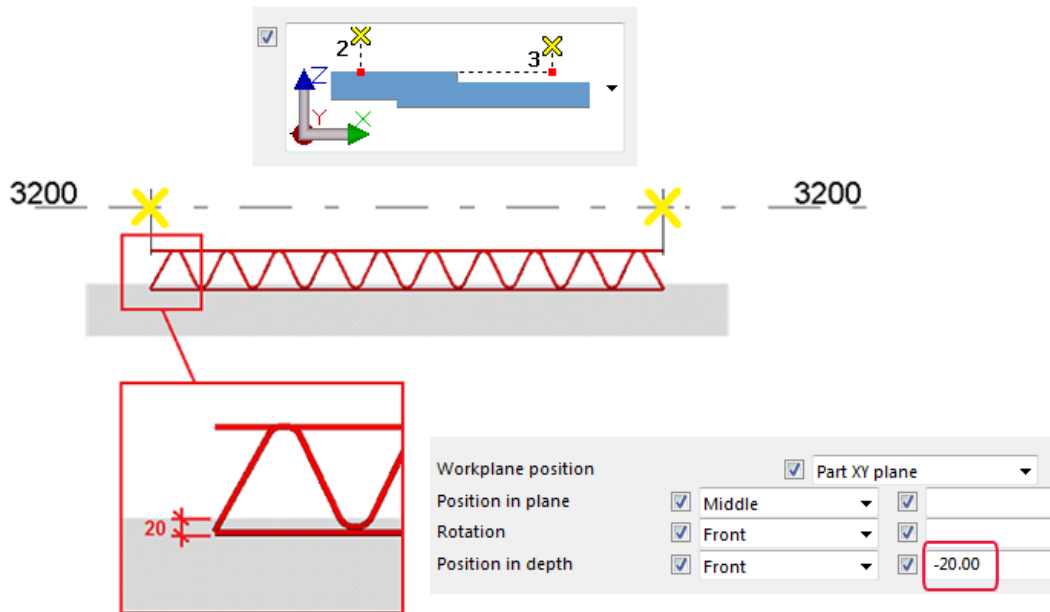 2
3
Z
Y
X
3200
3200
20
Workplane position
Part XY plane
Position in plane
Middle
Rotation
Front
Position in depth
Front
-20.00